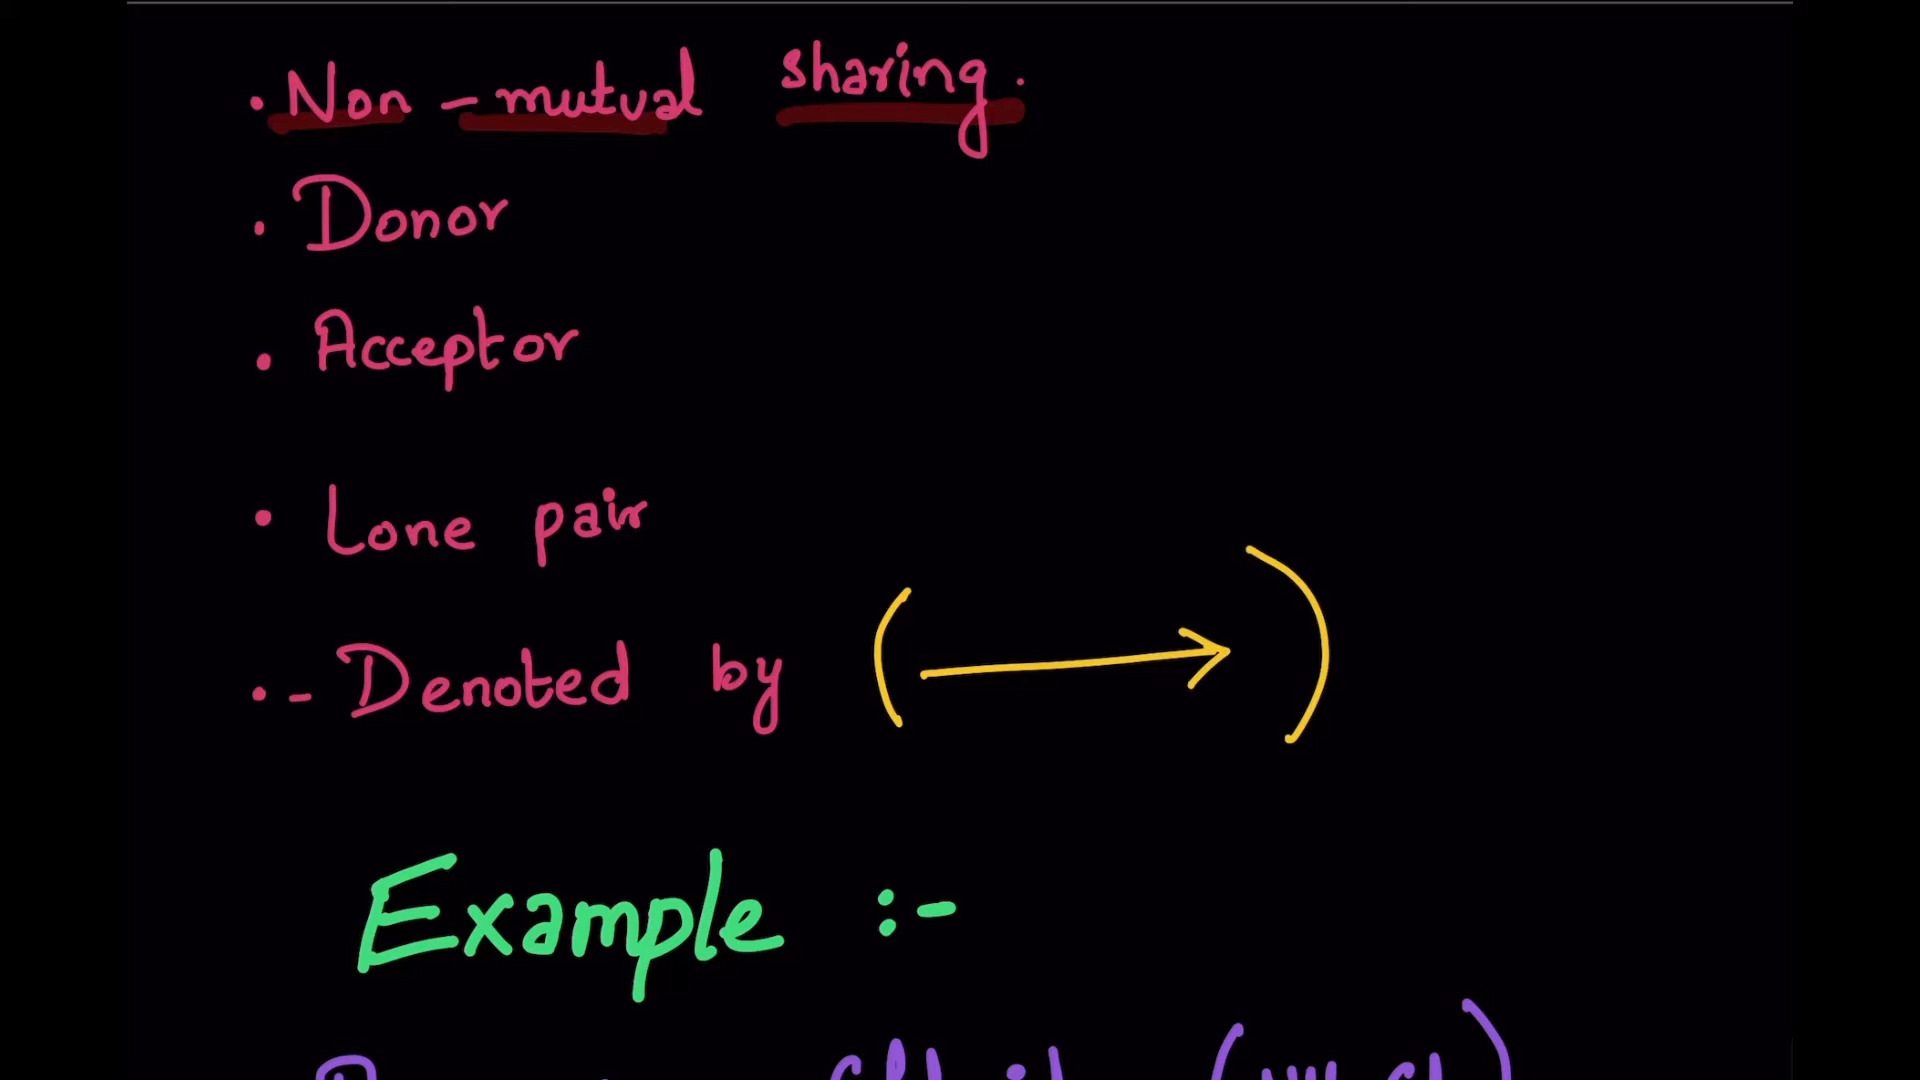 • Non - mutual sharing.
• Donor
• Acceptor
• Lone pair
• - Denoted by (→)
Example :-